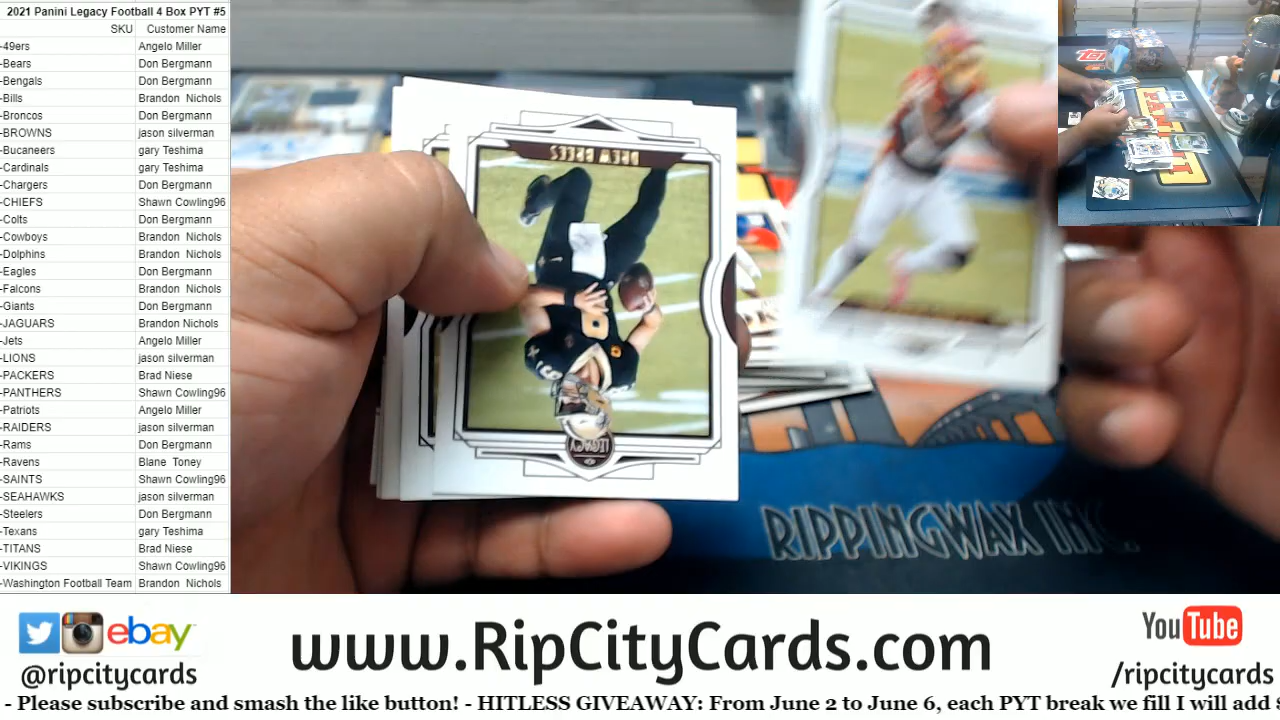 2021 Panini Legacy Football 4 Box PYT #5
SKU Customer Name
-49ers Angelo Miller
-Bears Don Bergmann
-Bengals Don Bergmann
-Bills Brandon Nichols
-Broncos Don Bergmann
-BROWNS jason silverman
-Bucaneers gary Teshima
-Cardinals gary Teshima
-Chargers Don Bergmann
-CHIEFS Shawn Cowling96
-Colts Don Bergmann
-Cowboys Brandon Nichols
-Dolphins Brandon Nichols
-Eagles Don Bergmann
-Falcons Brandon Nichols
-Giants Don Bergmann
-JAGUARS Brandon Nichols
-Jets Angelo Miller
-LIONS jason silverman
-PACKERS Brad Niese
-PANTHERS Shawn Cowling96
-Patriots Angelo Miller
-RAIDERS jason silverman
-Rams Don Bergmann
-Ravens Blane Toney
-SAINTS Shawn Cowling96
-SEAHAWKS jason silverman
-Steelers Don Bergmann
-Texans gary Teshima
-TITANS Brad Niese
-VIKINGS Shawn Cowling96
-Washington Football Team Brandon Nichols
DREW BREES
LEGACY
RIPPINGWAX INC.
PANINI
ebay
@ripcitycards
www.RipCityCards.com
YouTube
/ripcitycards
- Please subscribe and smash the like button! - HITLESS GIVEAWAY: From June 2 to June 6, each PYT break we fill I will add